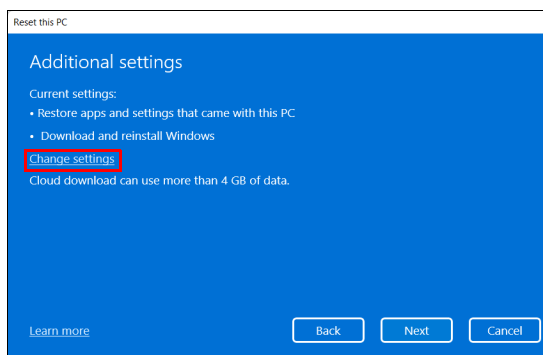 Reset this PC
Additional settings
Current settings:
• Restore apps and settings that came with this PC
• Download and reinstall Windows
Change settings
Cloud download can use more than 4 GB of data.
Learn more
Back
Next
Cancel